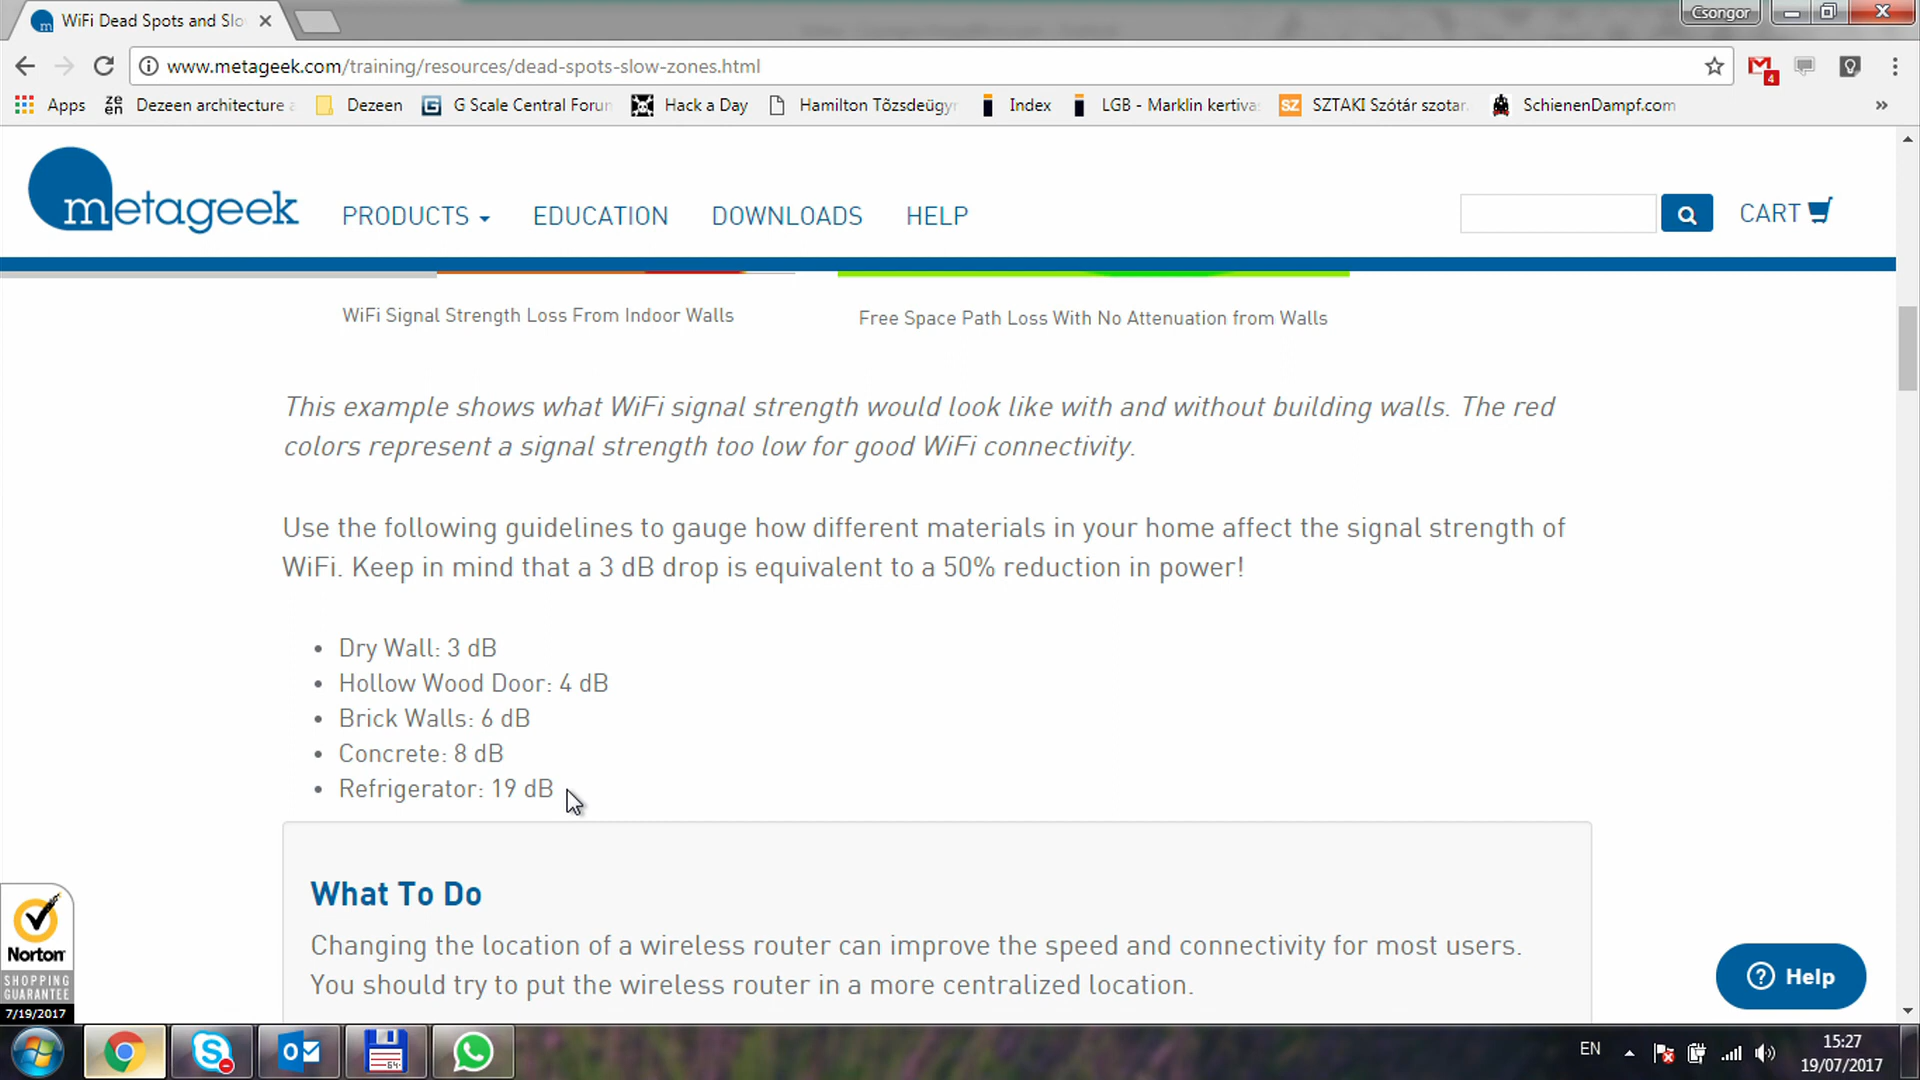 WiFi Dead Spots and Slo
Csongor
www.metageek.com/training/resources/dead-spots-slow-zones.html
4
Apps
ze
en
Dezeen architecture a
Dezeen
G Scale Central Forun
Hack a Day
Hamilton Tőzsdeügy
Index
LGB - Marklin kertivas
SZ
SZTAKI Szótár szotar.
SchienenDampf.com
metageek
PRODUCTS
EDUCATION
DOWNLOADS
HELP
CART
WiFi Signal Strength Loss From Indoor Walls
Free Space Path Loss With No Attenuation from Walls
This example shows what WiFi signal strength would look like with and without building walls. The red
colors represent a signal strength too low for good WiFi connectivity.
Use the following guidelines to gauge how different materials in your home affect the signal strength of
WiFi. Keep in mind that a 3 dB drop is equivalent to a 50% reduction in power!
• Dry Wall: 3 dB
• Hollow Wood Door: 4 dB
• Brick Walls: 6 dB
• Concrete: 8 dB
• Refrigerator: 19 dB
What To Do
Changing the location of a wireless router can improve the speed and connectivity for most users.
You should try to put the wireless router in a more centralized location.
Norton
SHOPPING
GUARANTEE
7/19/2017
? Help
64
EN
15:27
19/07/2017